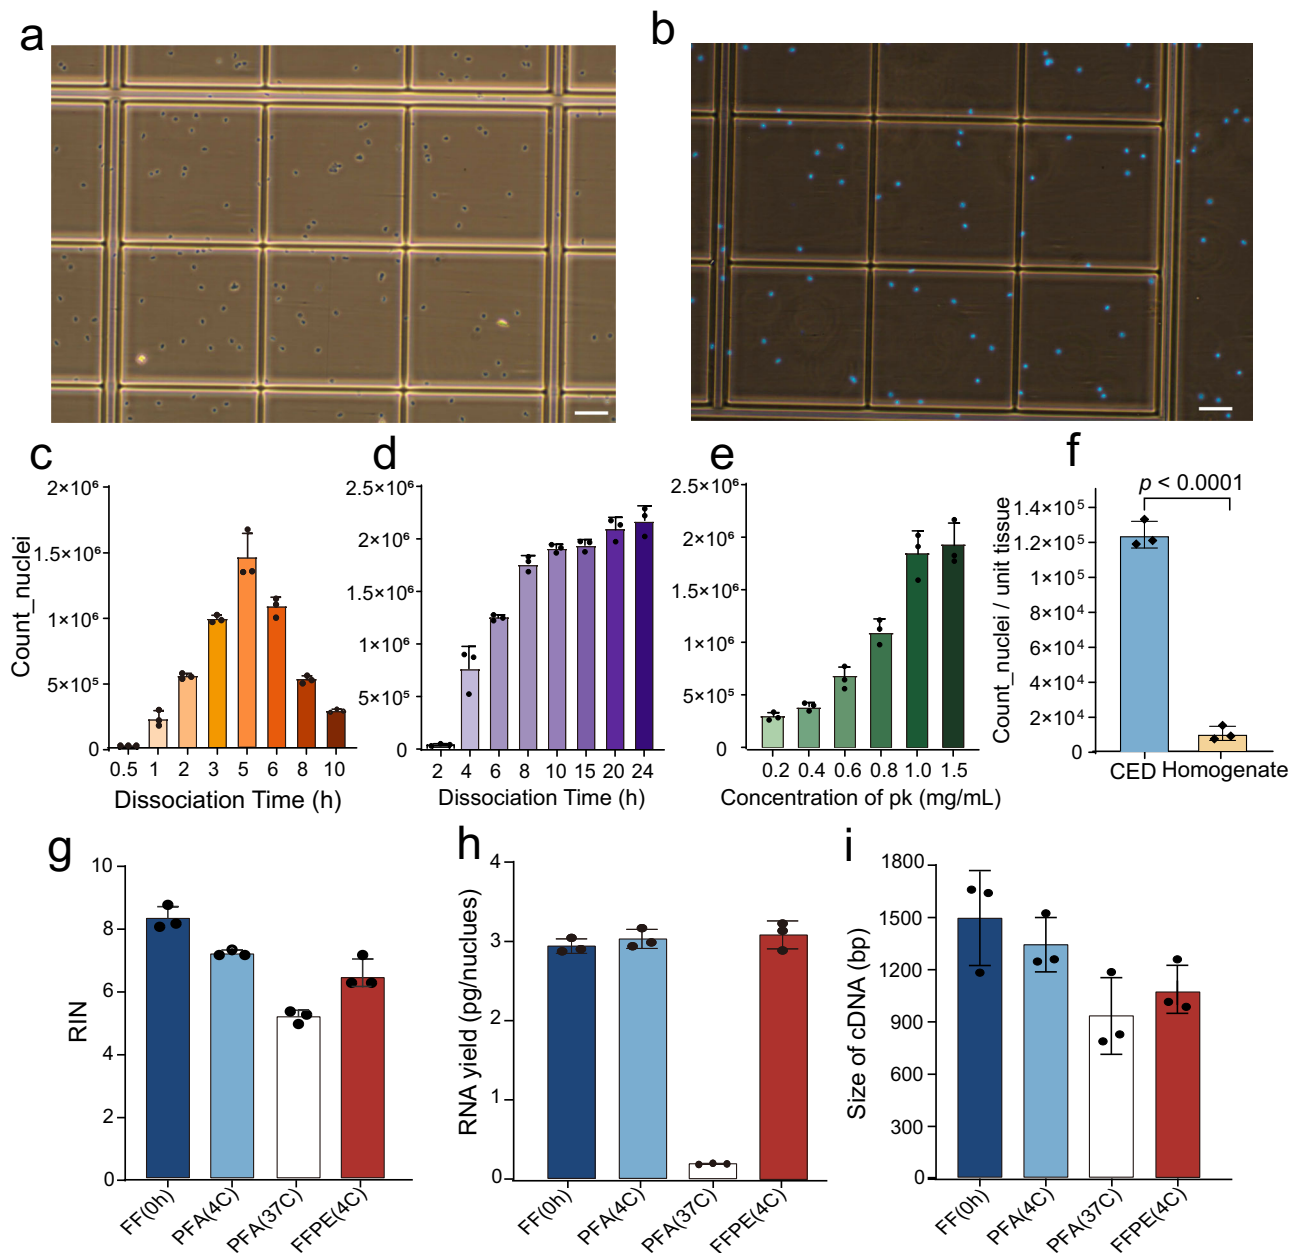 a
b
c
2×10⁶
1.5×10⁶
1×10⁶
5×10⁵
0
Count_nuclei
0.5 1 2 3 5 6 8 10
Dissociation Time (h)
d
2.5×10⁶
2×10⁶
1.5×10⁶
1×10⁶
5×10⁵
0
2 4 6 8 10 15 20 24
Dissociation Time (h)
e
2.5×10⁶
2×10⁶
1.5×10⁶
1×10⁶
5×10⁵
0
0.2 0.4 0.6 0.8 1.0 1.5
Concentration of pk (mg/mL)
f
p < 0.0001
1.4×10⁵
1.2×10⁵
1×10⁵
8×10⁴
6×10⁴
4×10⁴
2×10⁴
0
Count_nuclei / unit tissue
CED Homogenate
g
10
8
6
4
2
0
RIN
FF(0h) PFA(4C) PFA(37C) FFPE(4C)
h
4
3
2
1
0
RNA yield (pg/nuclues)
FF(0h) PFA(4C) PFA(37C) FFPE(4C)
i
1800
1500
1200
900
600
300
0
Size of cDNA (bp)
FF(0h) PFA(4C) PFA(37C) FFPE(4C)